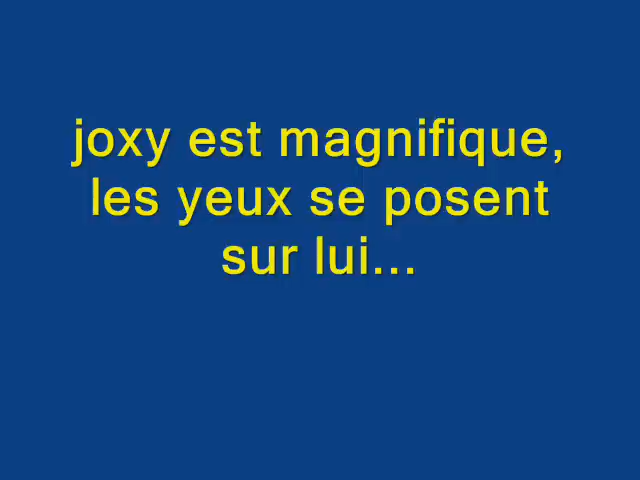 joxy est magnifique,
les yeux se posent
sur lui...